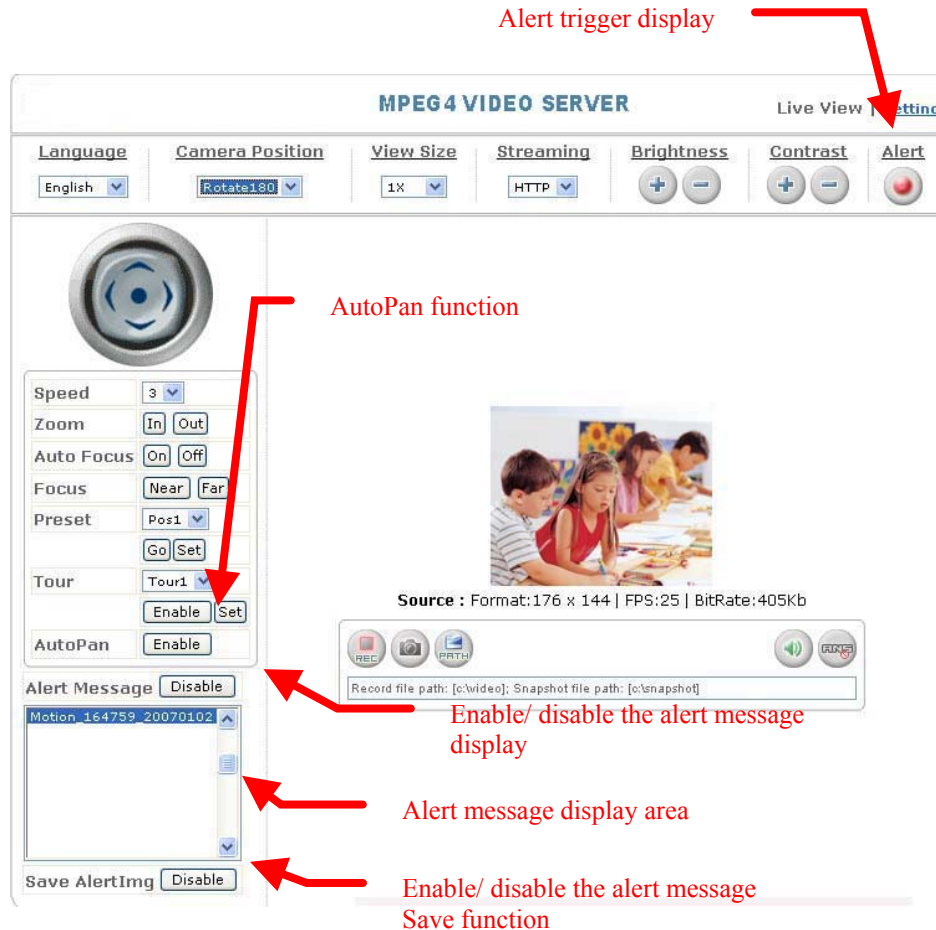 Alert trigger display
MPEG4 VIDEO SERVER
Live View | Setting
Language Camera Position View Size Streaming Brightness Contrast Alert
English Rotate180 1X HTTP
AutoPan function
Speed 3
Zoom In Out
Auto Focus On Off
Focus Near Far
Preset Pos1
Go Set
Tour Tour1
Enable Set
AutoPan Enable
Source : Format:176 x 144 | FPS:25 | BitRate:405Kb
REC PATH
Record file path: [c:\video]; Snapshot file path: [c:\snapshot]
Alert Message Disable
Enable/ disable the alert message
display
Motion_164759_20070102
Alert message display area
Save AlertImg Disable
Enable/ disable the alert message
Save function